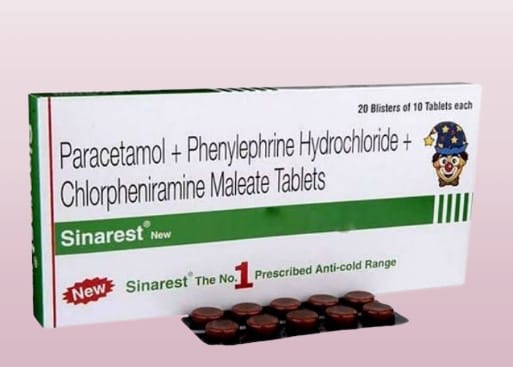 20 Blisters of 10 Tablets each
Paracetamol + Phenylephrine Hydrochloride +
Chlorpheniramine Maleate Tablets
Sinarest® New
New Sinarest® The No.1 Prescribed Anti-cold Range